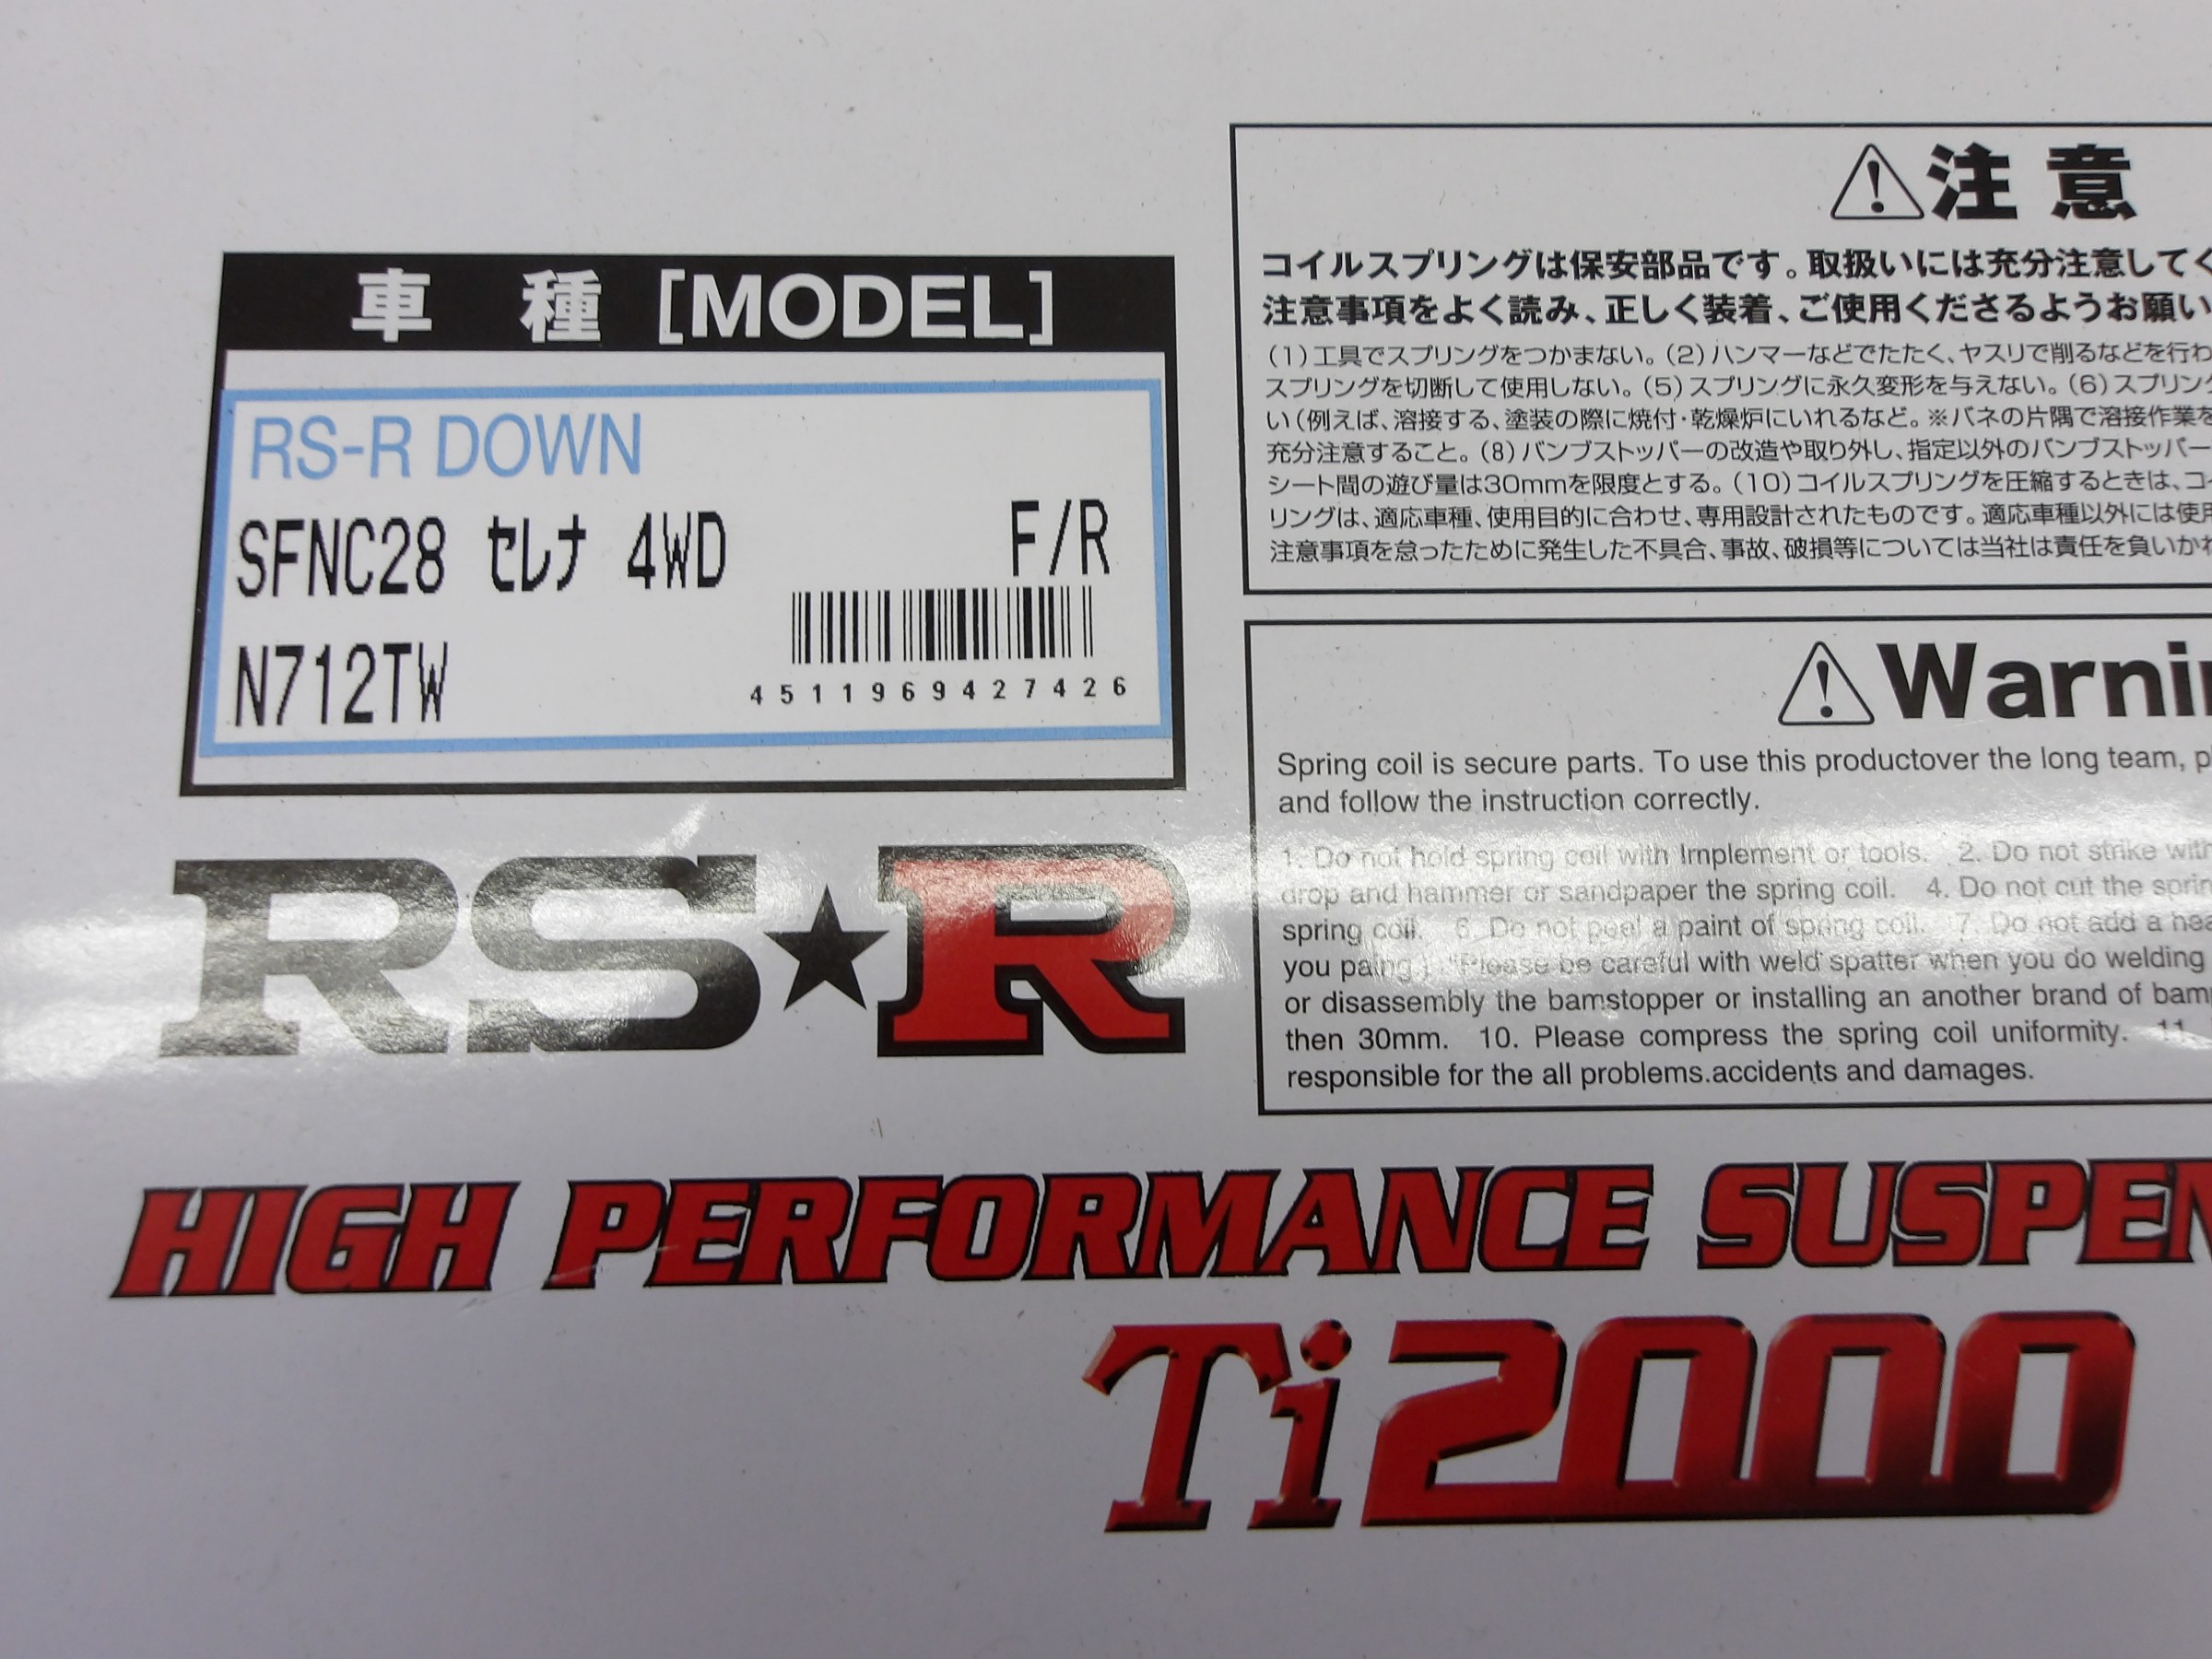 車 種 [MODEL]
RS-R DOWN
SFNC28 セレナ 4WD F/R
N712TW
4511969427426
RS★R
HIGH PERFORMANCE SUSPEN
Ti2000
⚠注 意
コイルスプリングは保安部品です。取扱いには充分注意してく
注意事項をよく読み、正しく装着、ご使用くださるようお願い
(1)工具でスプリングをつかまない。(2)ハンマーなどでたたく、ヤスリで削るなどを行わ
スプリングを切断して使用しない。(5)スプリングに永久変形を与えない。(6)スプリング
い(例えば、溶接する、塗装の際に焼付・乾燥炉にいれるなど。※バネの片隅で溶接作業を
充分注意すること。(8)バンプストッパーの改造や取り外し、指定以外のバンプストッパー
シート間の遊び量は30mmを限度とする。(10)コイルスプリングを圧縮するときは、コイ
リングは、適応車種、使用目的に合わせ、専用設計されたものです。適応車種以外には使用
注意事項を怠ったために発生した不具合、事故、破損等については当社は責任を負いかね
⚠Warnin
Spring coil is secure parts. To use this productover the long team, p
and follow the instruction correctly.
1. Do not hold spring coil with Implement or tools. 2. Do not strike with
drop and hammer or sandpaper the spring coil. 4. Do not cut the sprin
spring coil. 6. Do not peel a paint of spring coil. 7. Do not add a hea
you paing.) *Please be careful with weld spatter when you do welding
or disassembly the bamstopper or installing an another brand of bam
then 30mm. 10. Please compress the spring coil uniformity. 11.
responsible for the all problems.accidents and damages.